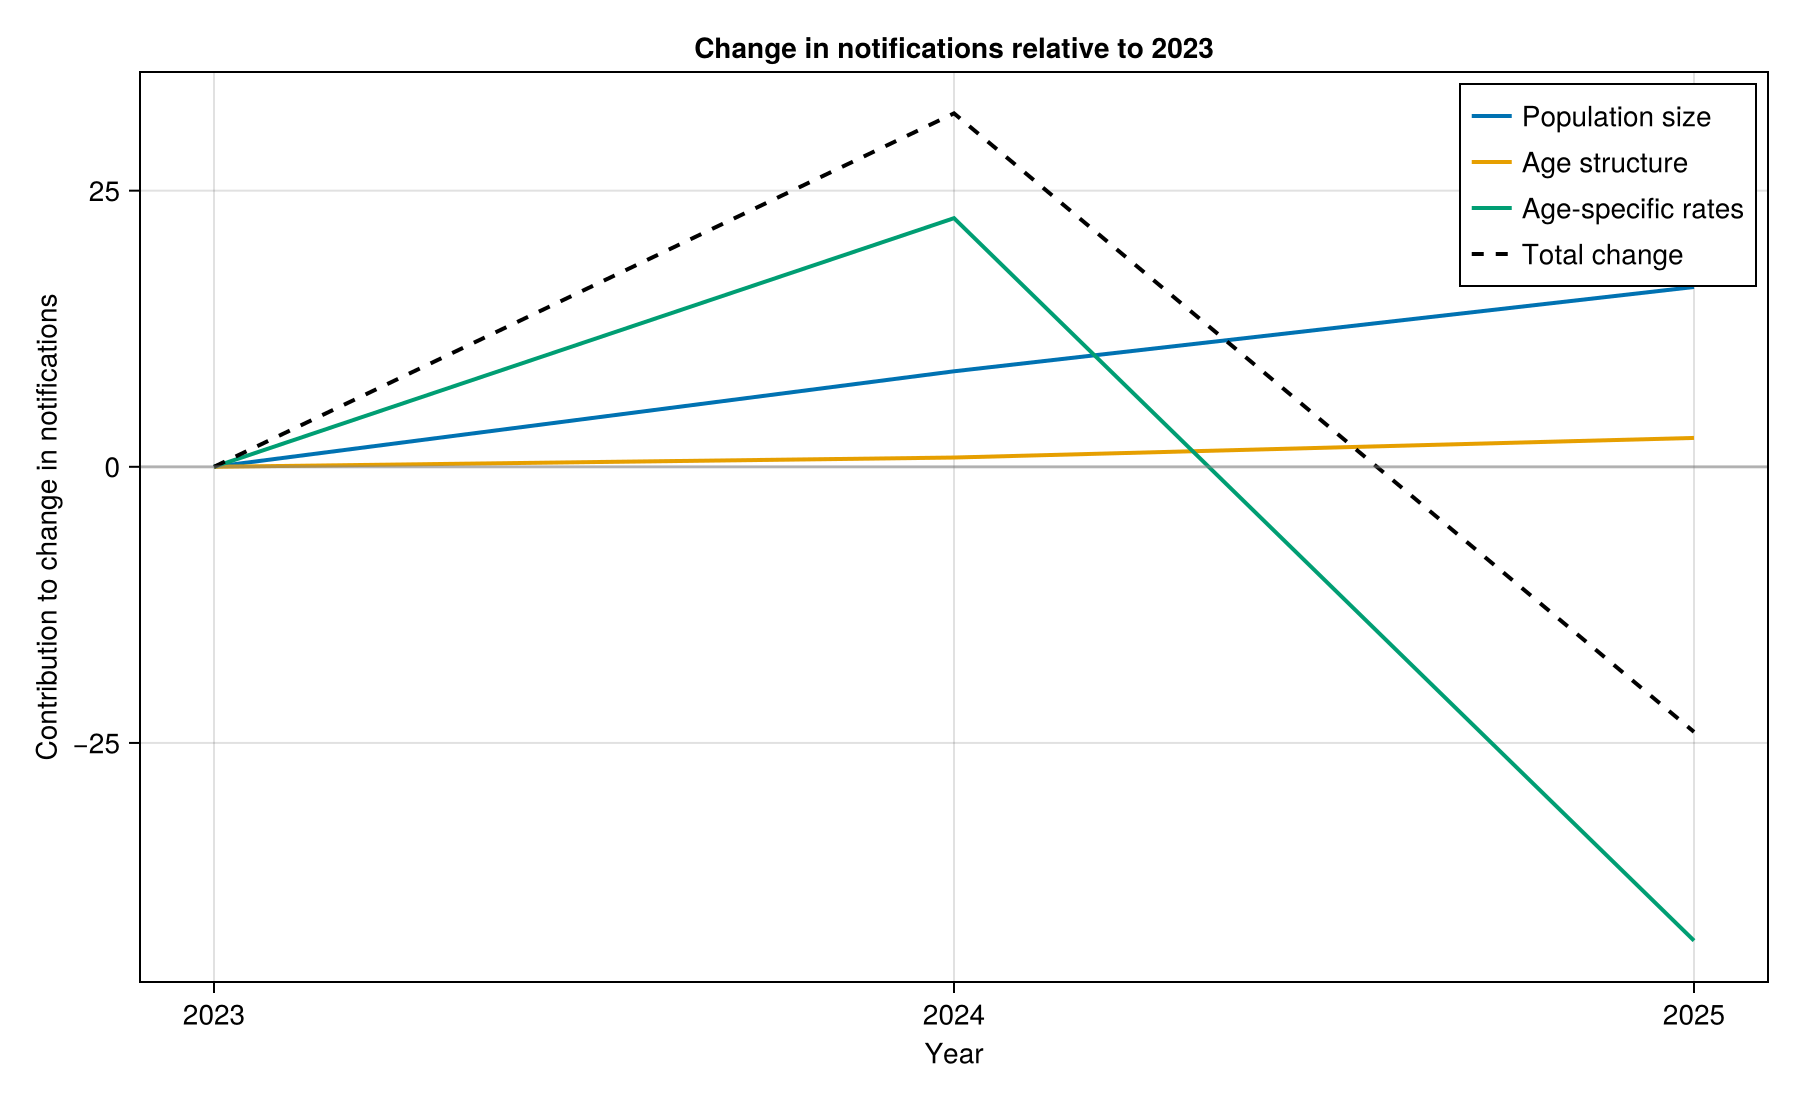 Change in notifications relative to 2023
Population size
Age structure
Age-specific rates
Total change
Contribution to change in notifications
25
0
−25
2023
2024
2025
Year